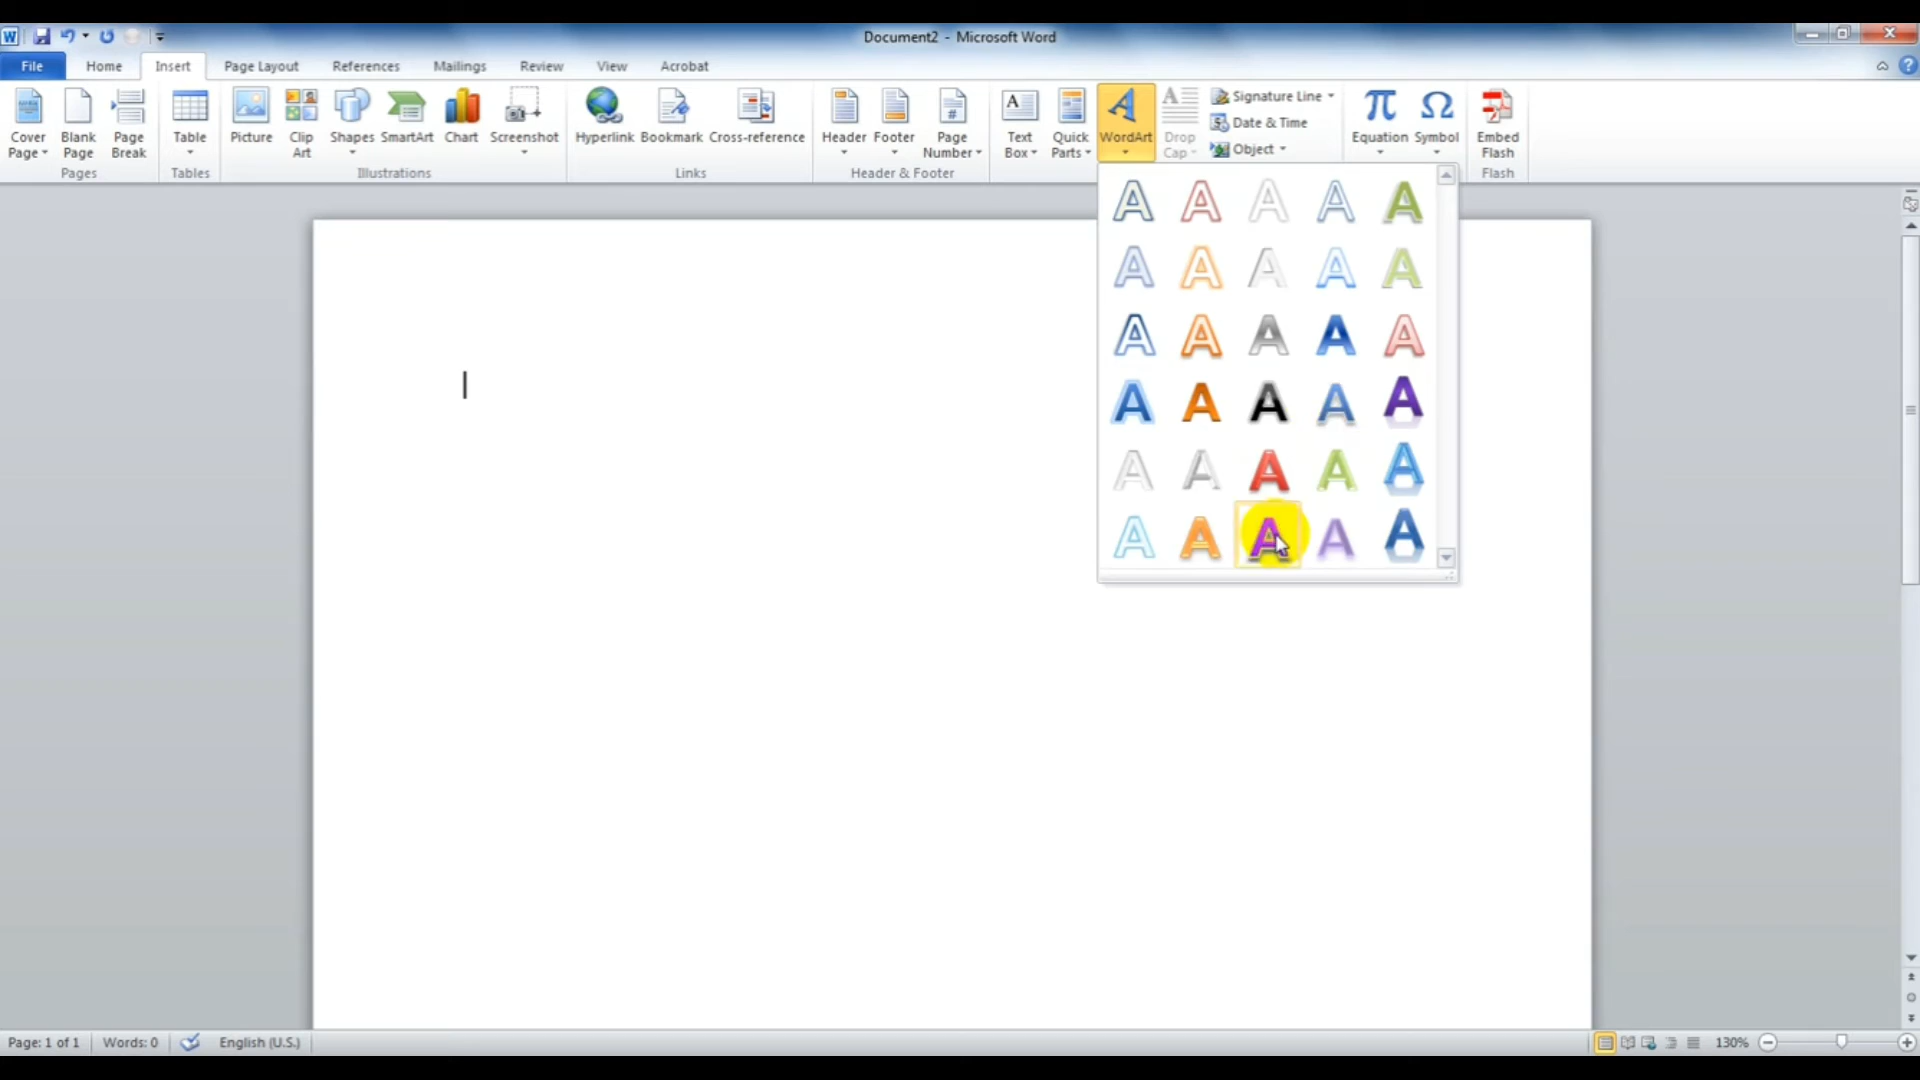 Document2 - Microsoft Word
File Home Insert Page Layout References Mailings Review View Acrobat
Cover Page
Blank Page
Page Break
Pages
Table
Tables
Picture
Clip Art
Shapes
SmartArt
Chart
Screenshot
Illustrations
Hyperlink
Bookmark
Cross-reference
Links
Header
Footer
Page Number
Header & Footer
Text Box
Quick Parts
WordArt
Drop Cap
Signature Line
Date & Time
Object
Equation
Symbol
Embed Flash
Flash
A A A A A
A A A A A
A A A A A
A A A A A
A A A A A
A A A A A
Page: 1 of 1 Words: 0 English (U.S.) 130%